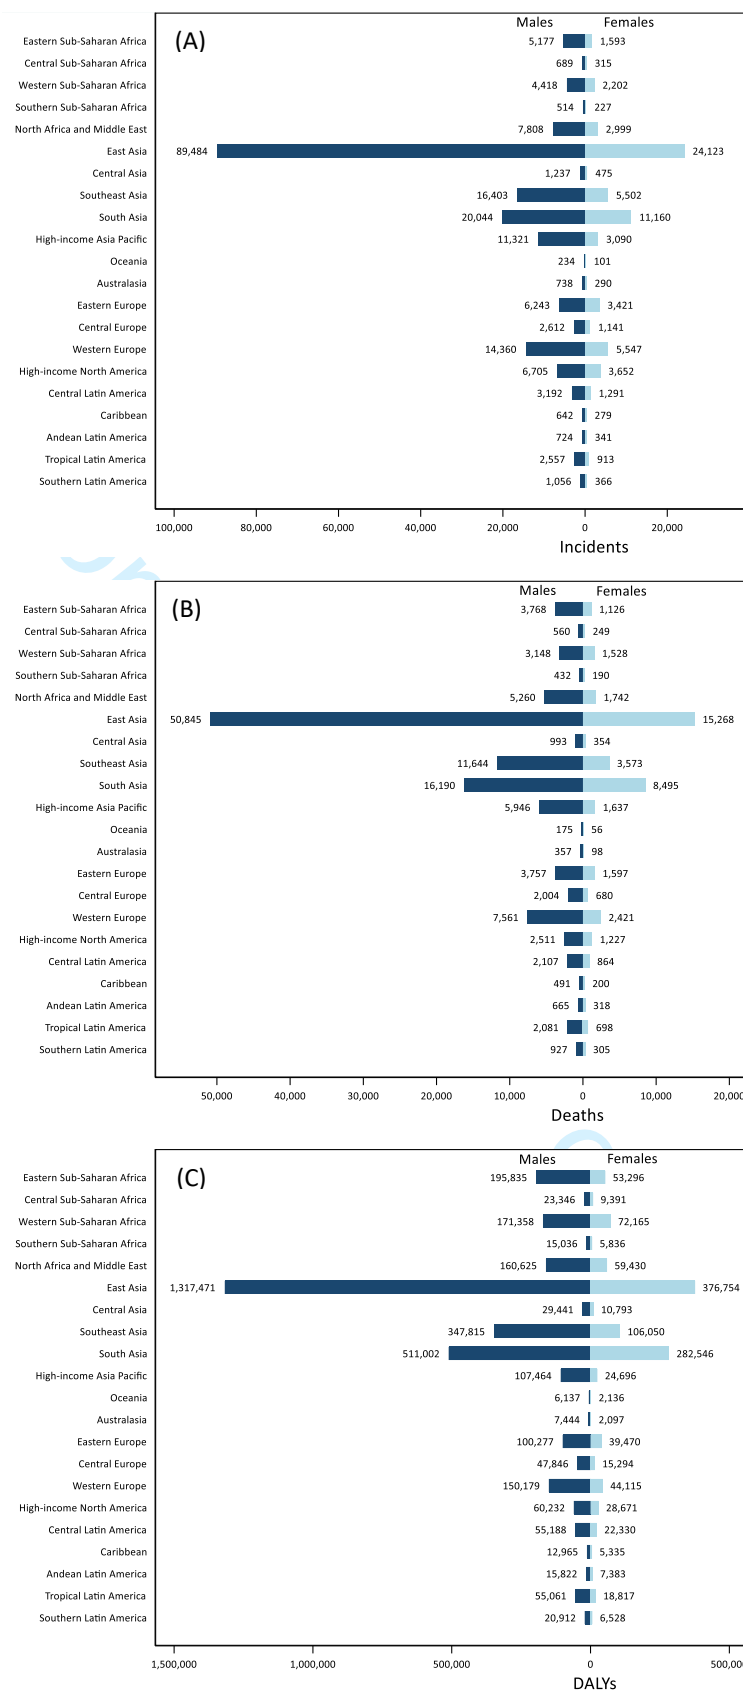 Males Females
(A)
Eastern Sub-Saharan Africa 5,177 1,593
Central Sub-Saharan Africa 689 315
Western Sub-Saharan Africa 4,418 2,202
Southern Sub-Saharan Africa 514 227
North Africa and Middle East 7,808 2,999
East Asia 89,484 24,123
Central Asia 1,237 475
Southeast Asia 16,403 5,502
South Asia 20,044 11,160
High-income Asia Pacific 11,321 3,090
Oceania 234 101
Australasia 738 290
Eastern Europe 6,243 3,421
Central Europe 2,612 1,141
Western Europe 14,360 5,547
High-income North America 6,705 3,652
Central Latin America 3,192 1,291
Caribbean 642 279
Andean Latin America 724 341
Tropical Latin America 2,557 913
Southern Latin America 1,056 366
100,000 80,000 60,000 40,000 20,000 0 20,000
Incidents
Males Females
(B)
Eastern Sub-Saharan Africa 3,768 1,126
Central Sub-Saharan Africa 560 249
Western Sub-Saharan Africa 3,148 1,528
Southern Sub-Saharan Africa 432 190
North Africa and Middle East 5,260 1,742
East Asia 50,845 15,268
Central Asia 993 354
Southeast Asia 11,644 3,573
South Asia 16,190 8,495
High-income Asia Pacific 5,946 1,637
Oceania 175 56
Australasia 357 98
Eastern Europe 3,757 1,597
Central Europe 2,004 680
Western Europe 7,561 2,421
High-income North America 2,511 1,227
Central Latin America 2,107 864
Caribbean 491 200
Andean Latin America 665 318
Tropical Latin America 2,081 698
Southern Latin America 927 305
50,000 40,000 30,000 20,000 10,000 0 10,000 20,000
Deaths
Males Females
(C)
Eastern Sub-Saharan Africa 195,835 53,296
Central Sub-Saharan Africa 23,346 9,391
Western Sub-Saharan Africa 171,358 72,165
Southern Sub-Saharan Africa 15,036 5,836
North Africa and Middle East 160,625 59,430
East Asia 1,317,471 376,754
Central Asia 29,441 10,793
Southeast Asia 347,815 106,050
South Asia 511,002 282,546
High-income Asia Pacific 107,464 24,696
Oceania 6,137 2,136
Australasia 7,444 2,097
Eastern Europe 100,277 39,470
Central Europe 47,846 15,294
Western Europe 150,179 44,115
High-income North America 60,232 28,671
Central Latin America 55,188 22,330
Caribbean 12,965 5,335
Andean Latin America 15,822 7,383
Tropical Latin America 55,061 18,817
Southern Latin America 20,912 6,528
1,500,000 1,000,000 500,000 0 500,00
DALYs